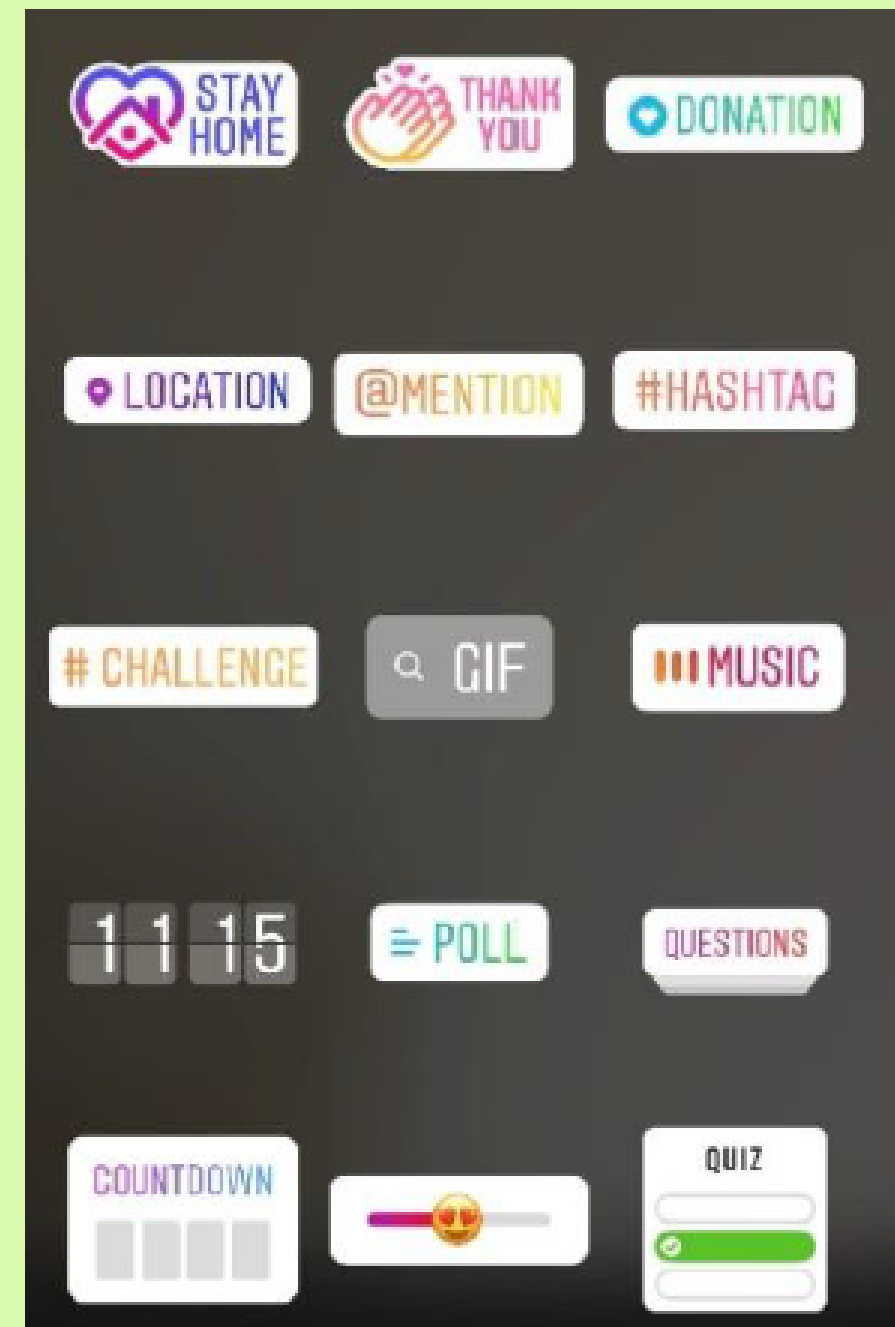 STAY
HOME
THANK
YOU
DONATION
LOCATION
@MENTION
#HASHTAG
# CHALLENGE
GIF
MUSIC
11 15
POLL
QUESTIONS
COUNTDOWN
QUIZ